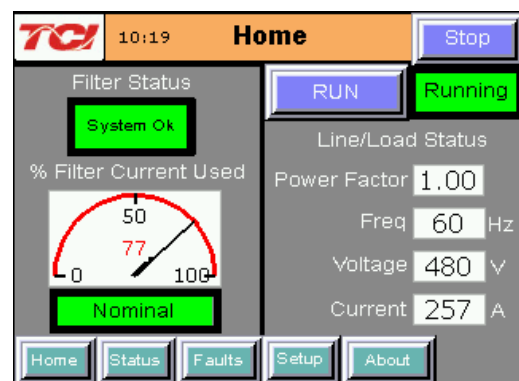 TCI 10:19 Home Stop
Filter Status
System Ok
% Filter Current Used
50
77
0 100
Nominal
RUN Running
Line/Load Status
Power Factor 1.00
Freq 60 Hz
Voltage 480 V
Current 257 A
Home Status Faults Setup About